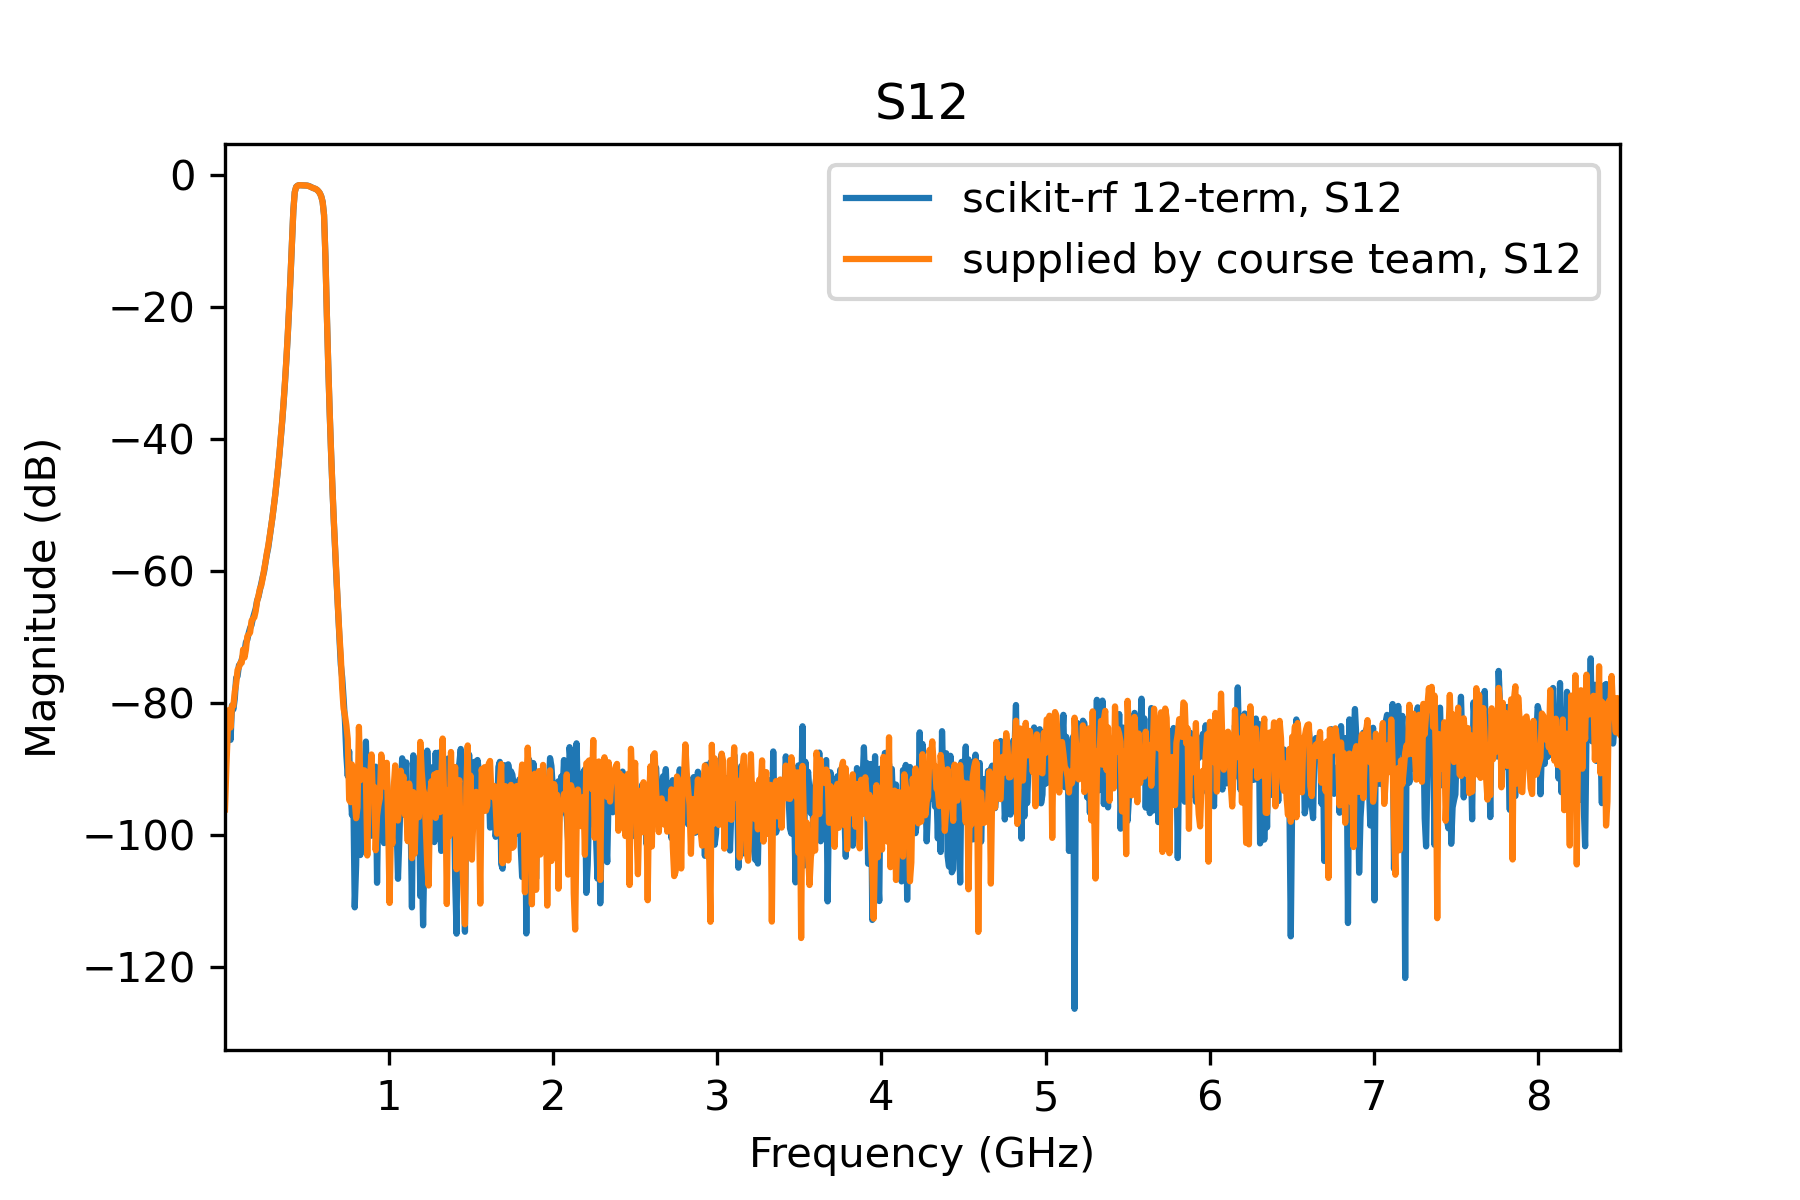 S12
scikit-rf 12-term, S12
supplied by course team, S12
Magnitude (dB)
0
−20
−40
−60
−80
−100
−120
1 2 3 4 5 6 7 8
Frequency (GHz)